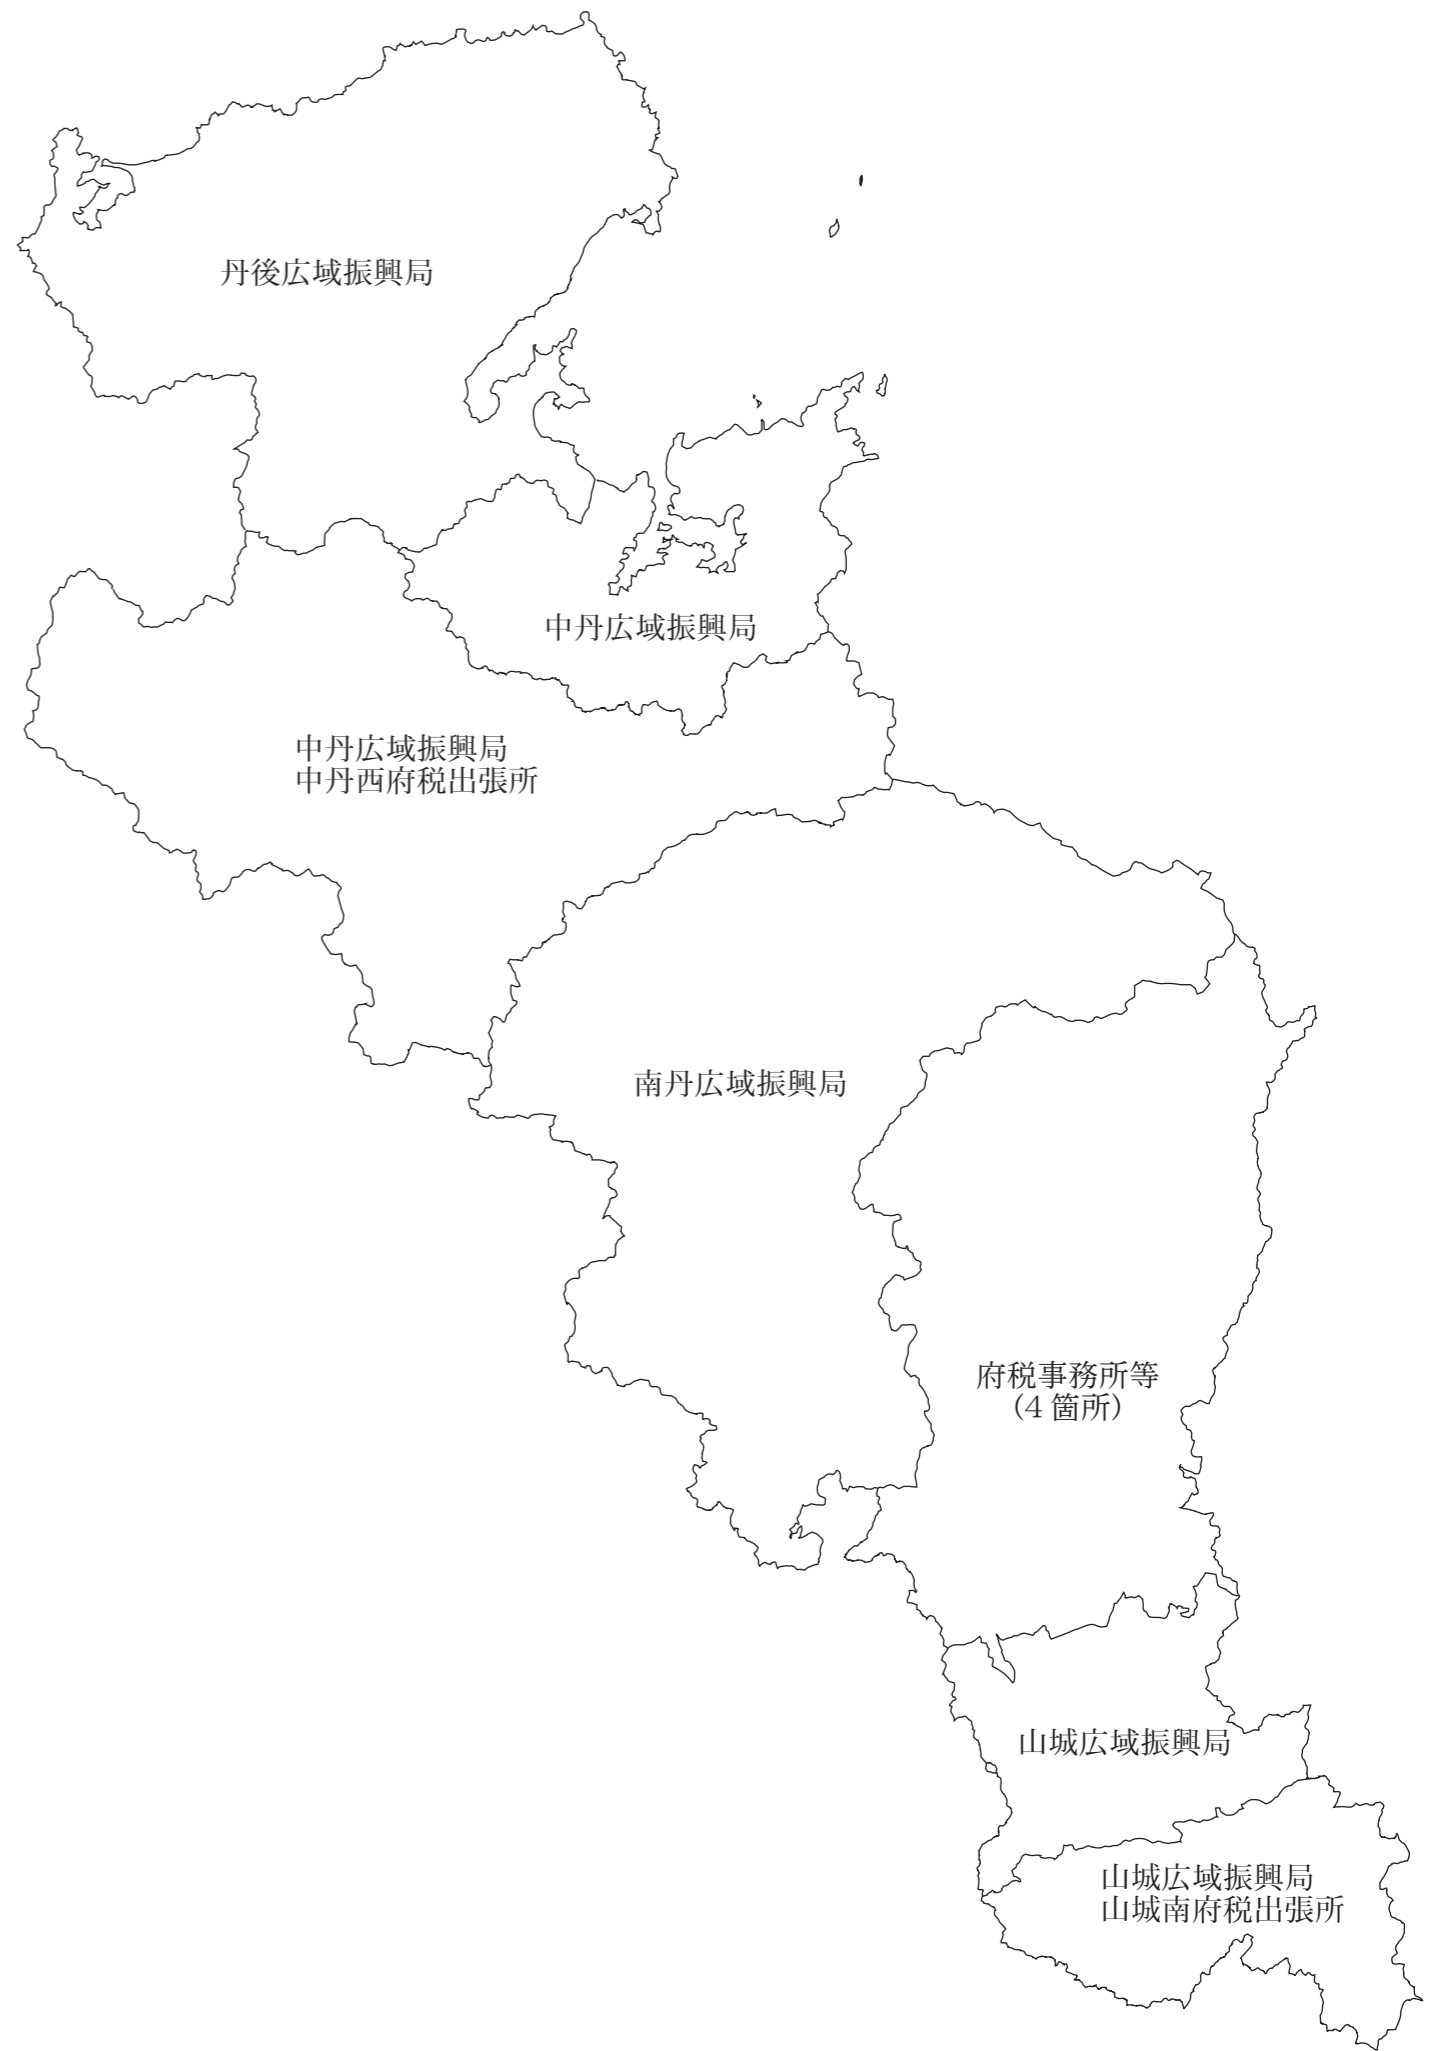 丹後広域振興局
中丹広域振興局
中丹広域振興局
中丹西府税出張所
南丹広域振興局
府税事務所等
（4 箇所）
山城広域振興局
山城広域振興局
山城南府税出張所